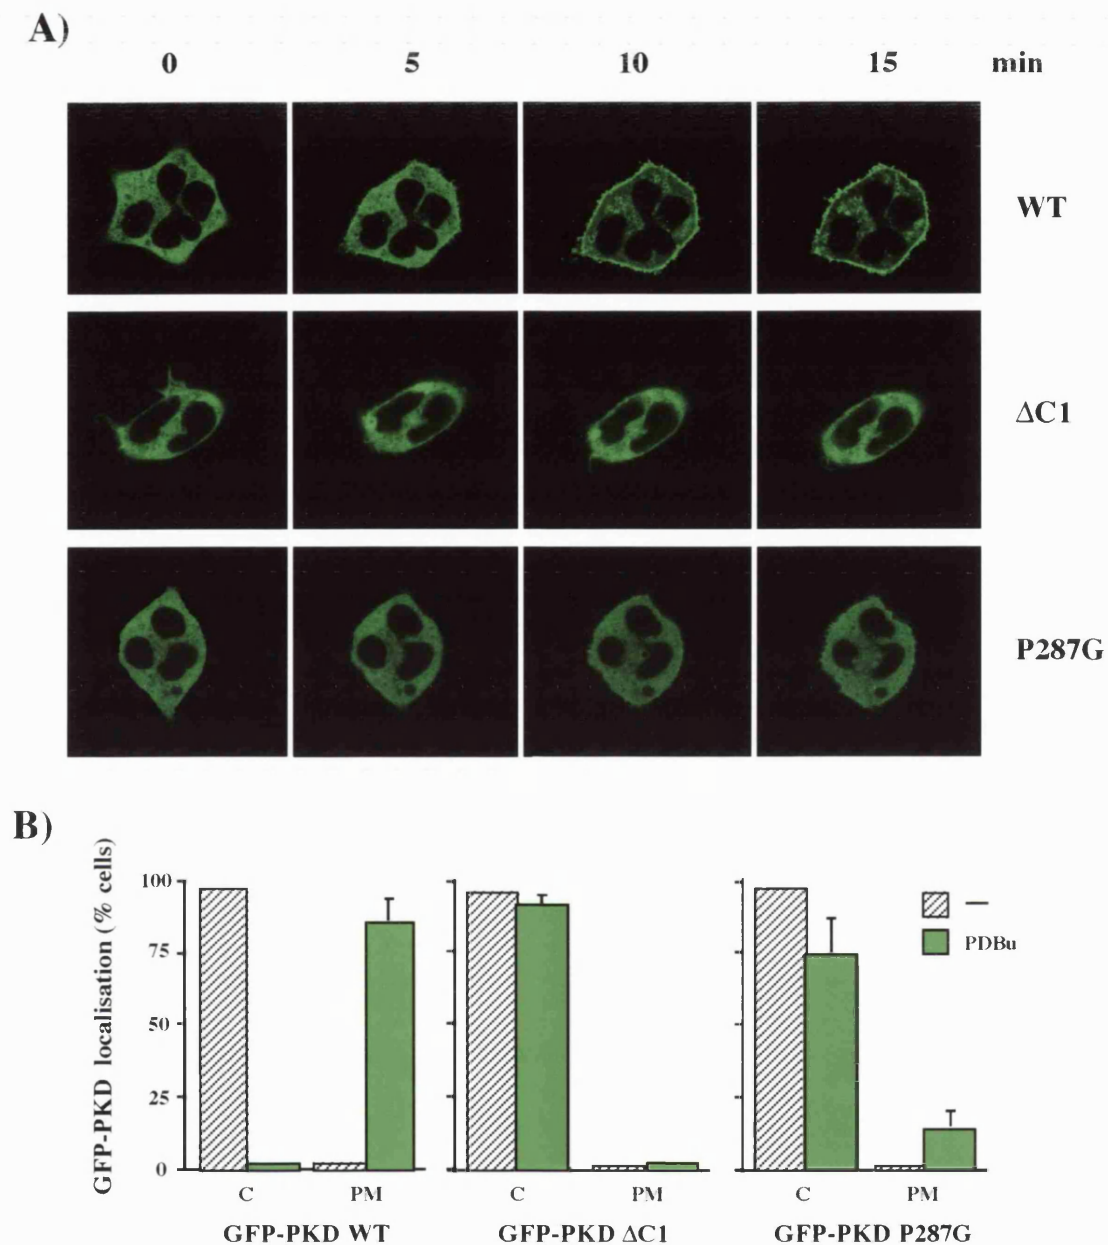 A)
0 5 10 15 min
WT
ΔC1
P287G
B)
GFP-PKD localisation (% cells)
100
75
50
25
0
—
PDBu
C PM C PM C PM
GFP-PKD WT GFP-PKD ΔC1 GFP-PKD P287G